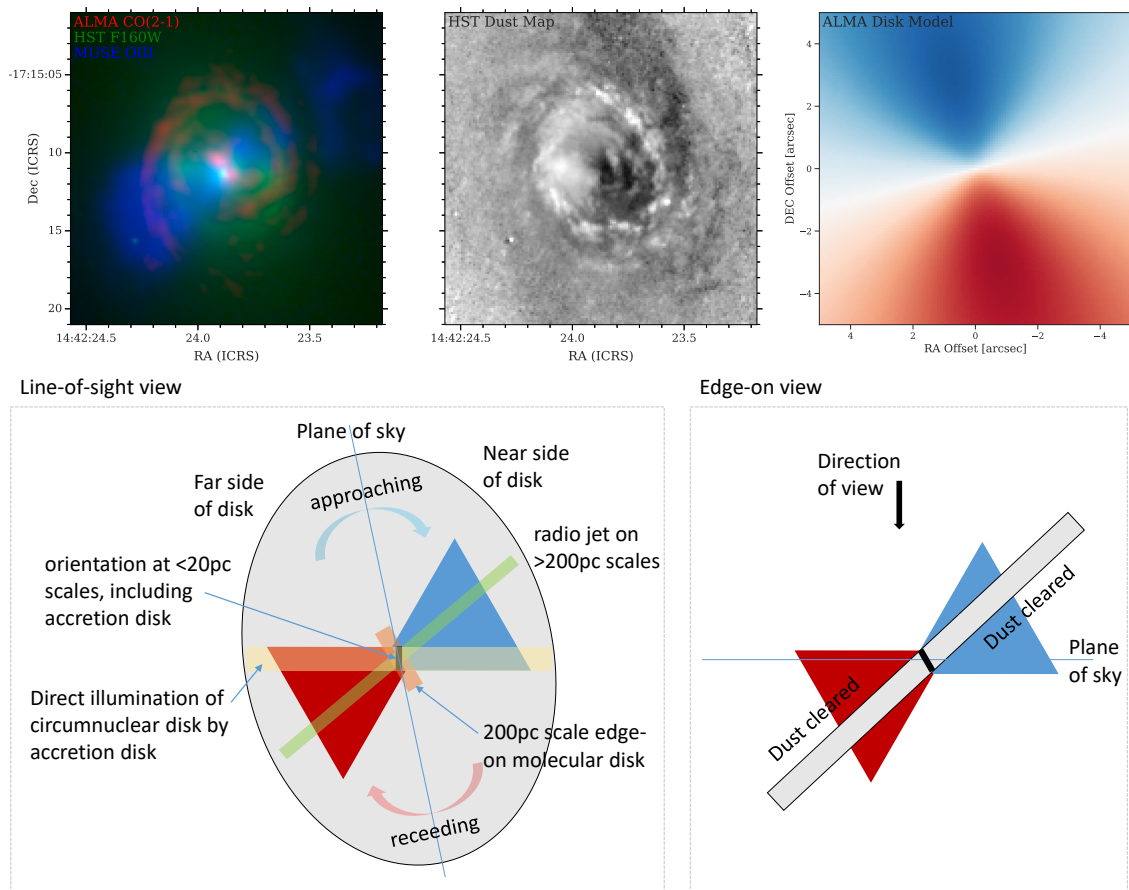 ALMA CO(2-1)
HST F160W
MUSE OIII
-17:15:05
10
15
20
Dec (ICRS)
14:42:24.5
24.0
23.5
RA (ICRS)
HST Dust Map
14:42:24.5
24.0
23.5
RA (ICRS)
ALMA Disk Model
4
2
0
−2
−4
DEC Offset [arcsec]
4
2
0
−2
−4
RA Offset [arcsec]
Line-of-sight view
Plane of sky
Near side
of disk
Far side
of disk
approaching
radio jet on
>200pc scales
orientation at <20pc
scales, including
accretion disk
Direct illumination of
circumnuclear disk by
accretion disk
200pc scale edge-
on molecular disk
receeding
Edge-on view
Direction
of view
Dust cleared
Plane
of sky
Dust cleared